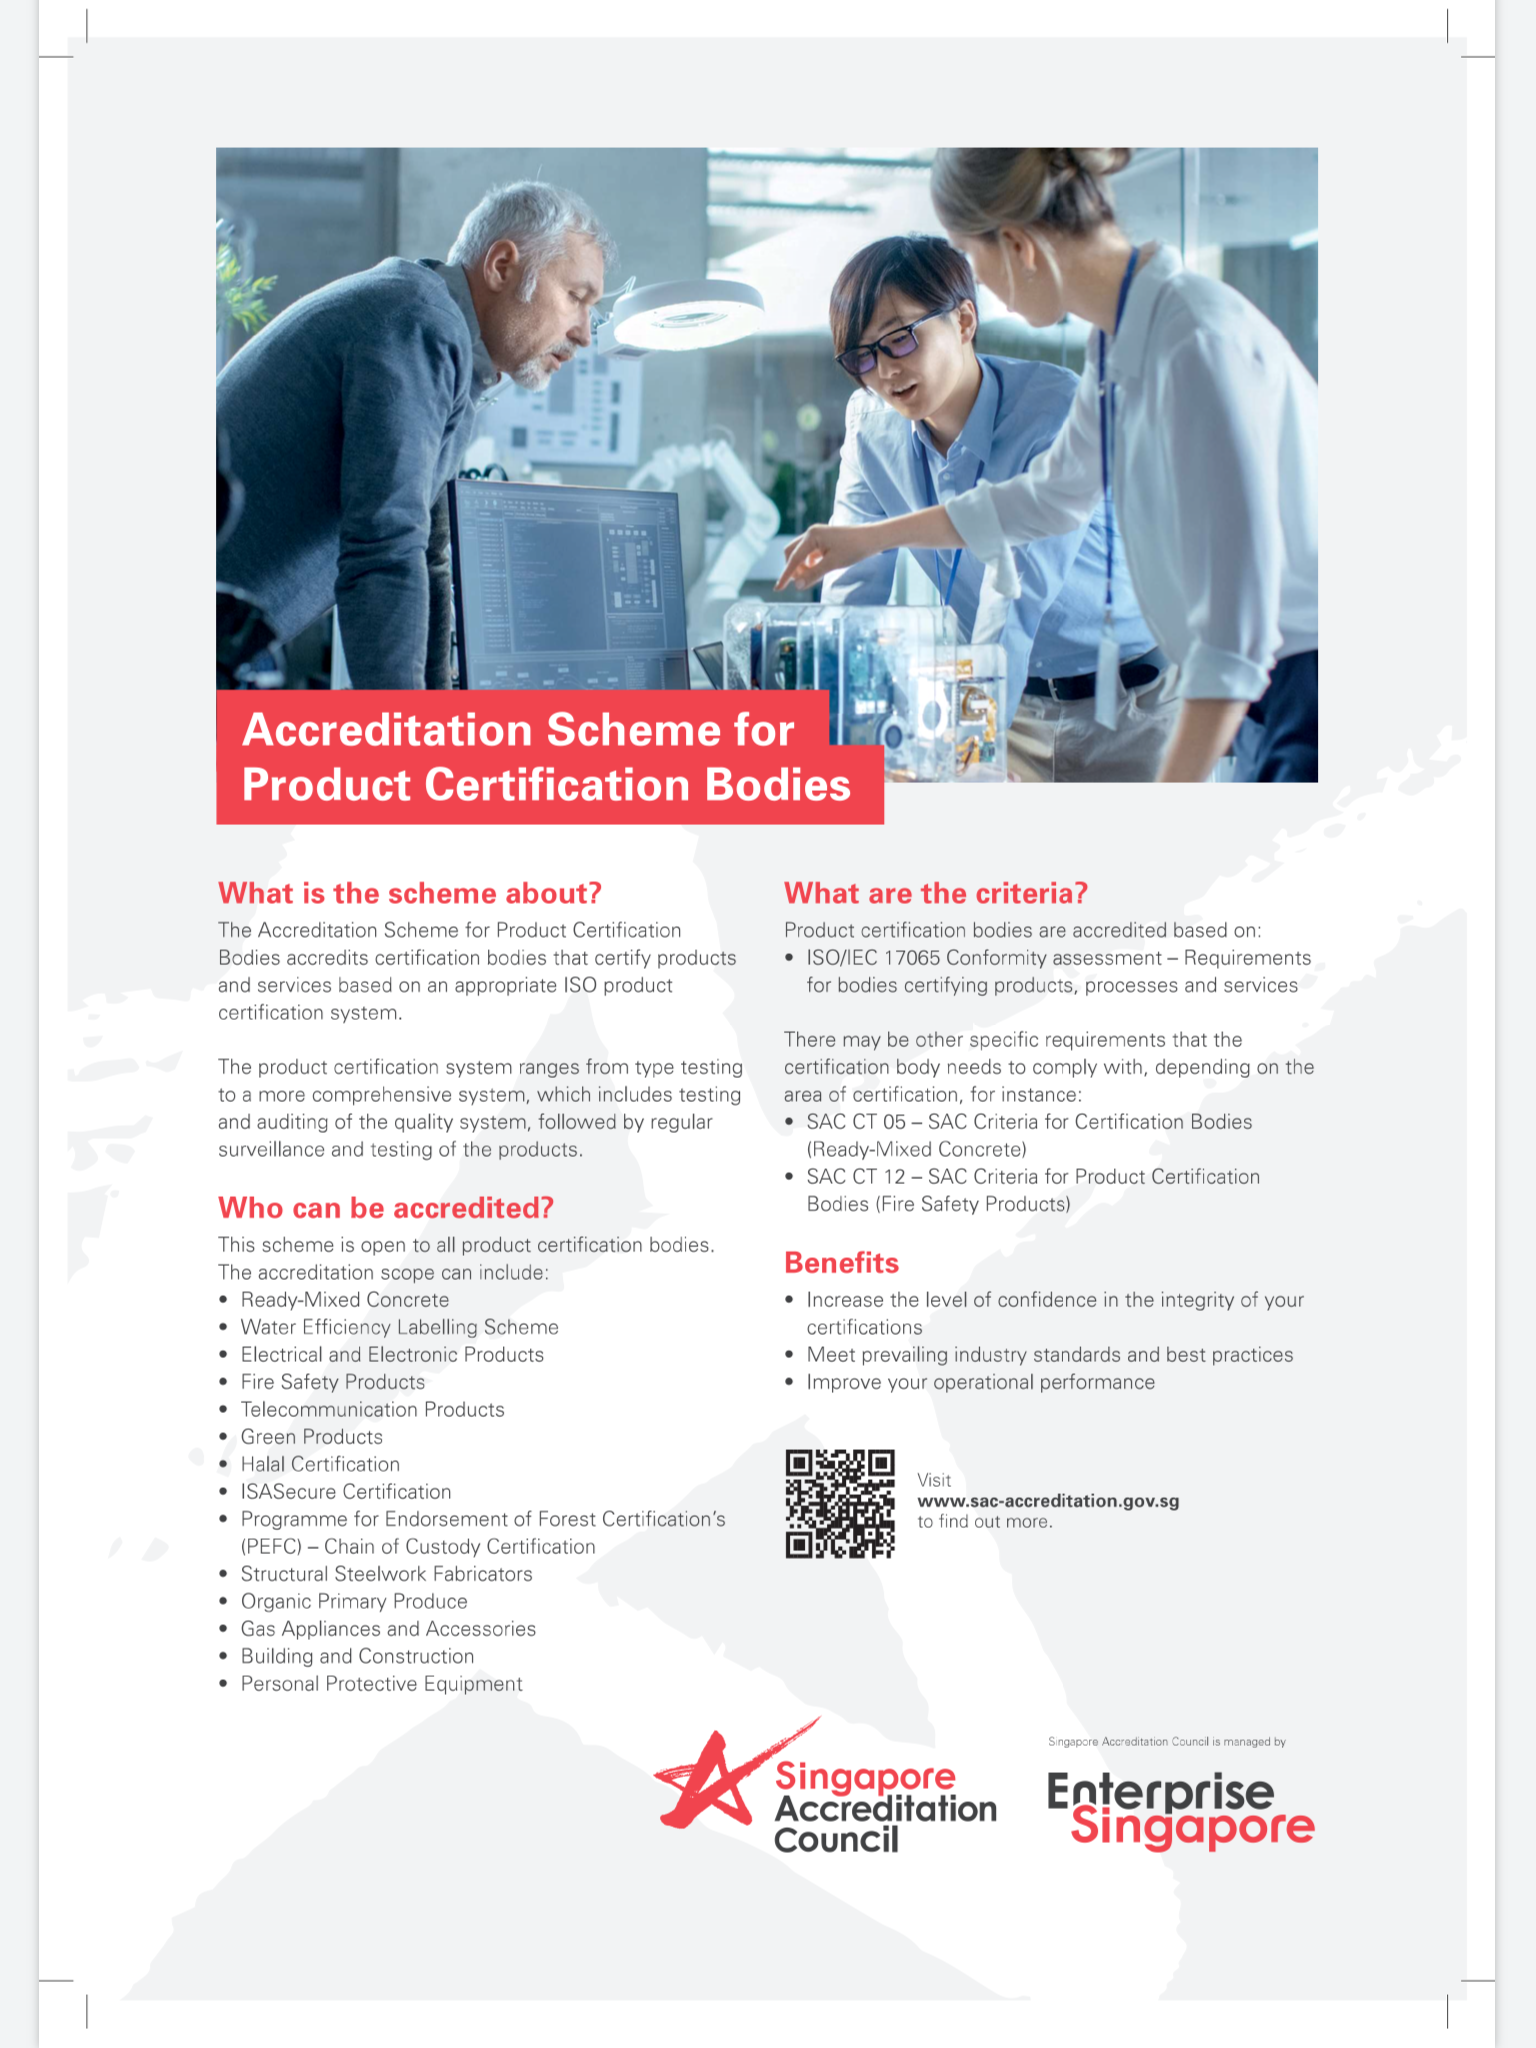 Accreditation Scheme for
Product Certification Bodies
What is the scheme about?
The Accreditation Scheme for Product Certification
Bodies accredits certification bodies that certify products
and services based on an appropriate ISO product
certification system.
The product certification system ranges from type testing
to a more comprehensive system, which includes testing
and auditing of the quality system, followed by regular
surveillance and testing of the products.
Who can be accredited?
This scheme is open to all product certification bodies.
The accreditation scope can include:
• Ready-Mixed Concrete
• Water Efficiency Labelling Scheme
• Electrical and Electronic Products
• Fire Safety Products
• Telecommunication Products
• Green Products
• Halal Certification
• ISASecure Certification
• Programme for Endorsement of Forest Certification’s
(PEFC) – Chain of Custody Certification
• Structural Steelwork Fabricators
• Organic Primary Produce
• Gas Appliances and Accessories
• Building and Construction
• Personal Protective Equipment
What are the criteria?
Product certification bodies are accredited based on:
• ISO/IEC 17065 Conformity assessment – Requirements
for bodies certifying products, processes and services
There may be other specific requirements that the
certification body needs to comply with, depending on the
area of certification, for instance:
• SAC CT 05 – SAC Criteria for Certification Bodies
(Ready-Mixed Concrete)
• SAC CT 12 – SAC Criteria for Product Certification
Bodies (Fire Safety Products)
Benefits
• Increase the level of confidence in the integrity of your
certifications
• Meet prevailing industry standards and best practices
• Improve your operational performance
Visit
www.sac-accreditation.gov.sg
to find out more.
Singapore
Accreditation
Council
Singapore Accreditation Council is managed by
Enterprise
Singapore